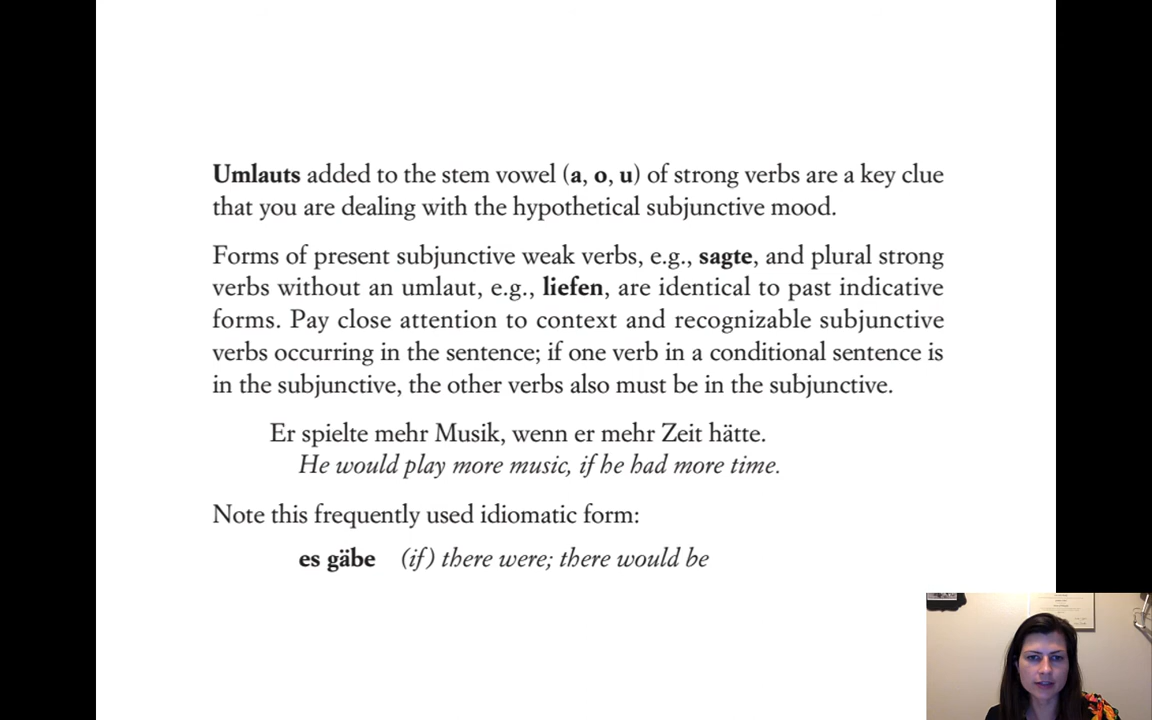 Umlauts added to the stem vowel (a, o, u) of strong verbs are a key clue
that you are dealing with the hypothetical subjunctive mood.
Forms of present subjunctive weak verbs, e.g., sagte, and plural strong
verbs without an umlaut, e.g., liefen, are identical to past indicative
forms. Pay close attention to context and recognizable subjunctive
verbs occurring in the sentence; if one verb in a conditional sentence is
in the subjunctive, the other verbs also must be in the subjunctive.
Er spielte mehr Musik, wenn er mehr Zeit hätte.
He would play more music, if he had more time.
Note this frequently used idiomatic form:
es gäbe (if) there were; there would be